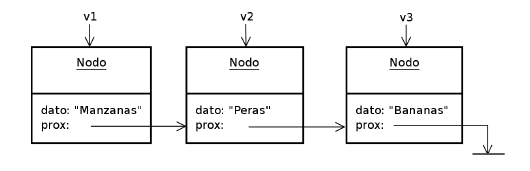 v1 v2 v3
Nodo Nodo Nodo
dato: "Manzanas" dato: "Peras" dato: "Bananas"
prox: prox: prox: